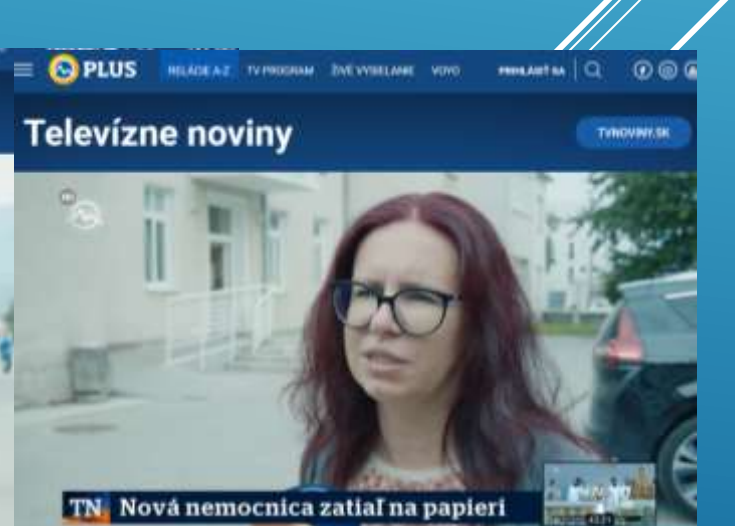 PLUS RELÁCIE A-Z TV PROGRAM ŽIVÉ VYSIELANIE VOYO PRIHLÁSIŤ SA
Televízne noviny
TVNOVINY.SK
TN Nová nemocnica zatiaľ na papieri